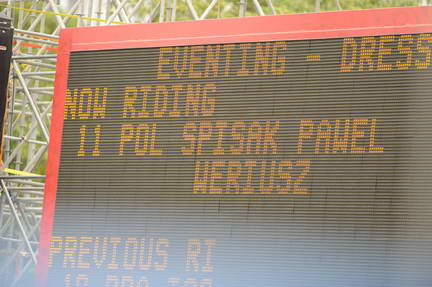 EVENTING - DRESS
NOW RIDING
11 POL SPISAK PAWEL
WERIUSZ
PREVIOUS RI